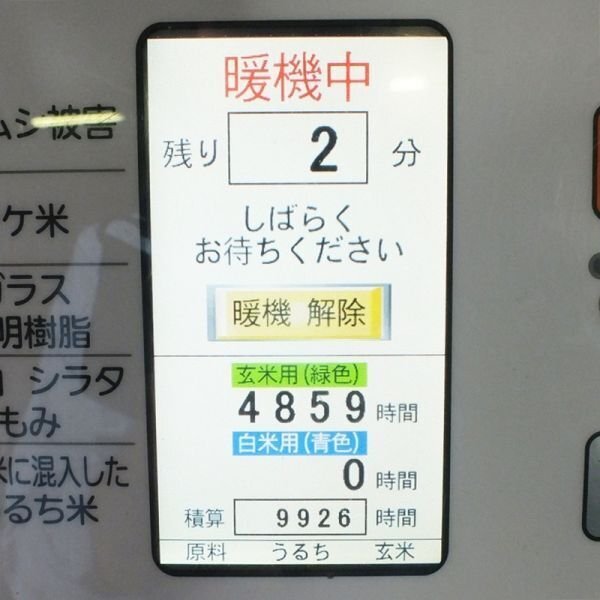 ムシ被害
ケ米
ガラス
明樹脂
シラタ
もみ
米に混入した
るち米
暖機中
残り 2 分
しばらく
お待ちください
暖機 解除
玄米用(緑色)
4859 時間
白米用(青色)
0 時間
積算 9926 時間
原料 うるち 玄米